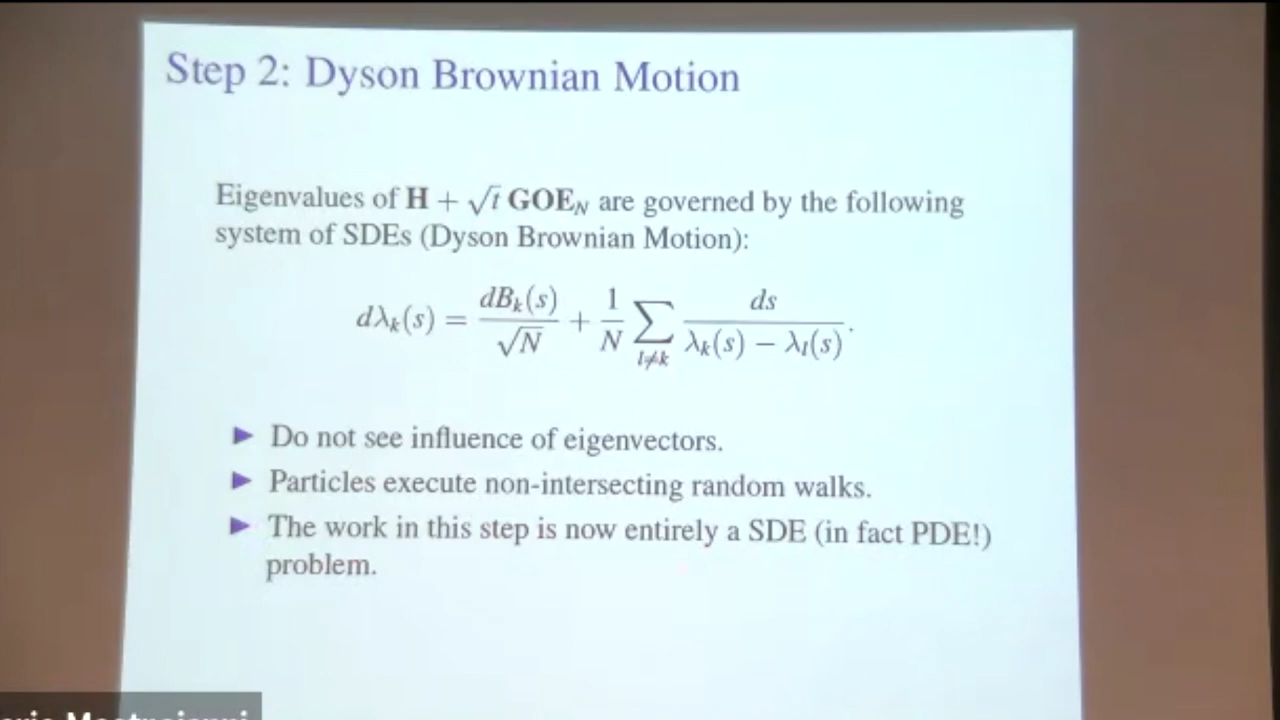 Step 2: Dyson Brownian Motion
Eigenvalues of H + √t GOE_N are governed by the following
system of SDEs (Dyson Brownian Motion):
dλ_k(s) = dB_k(s)/√N + 1/N ∑_{l≠k} ds/(λ_k(s) − λ_l(s)).
▶ Do not see influence of eigenvectors.
▶ Particles execute non-intersecting random walks.
▶ The work in this step is now entirely a SDE (in fact PDE!)
problem.